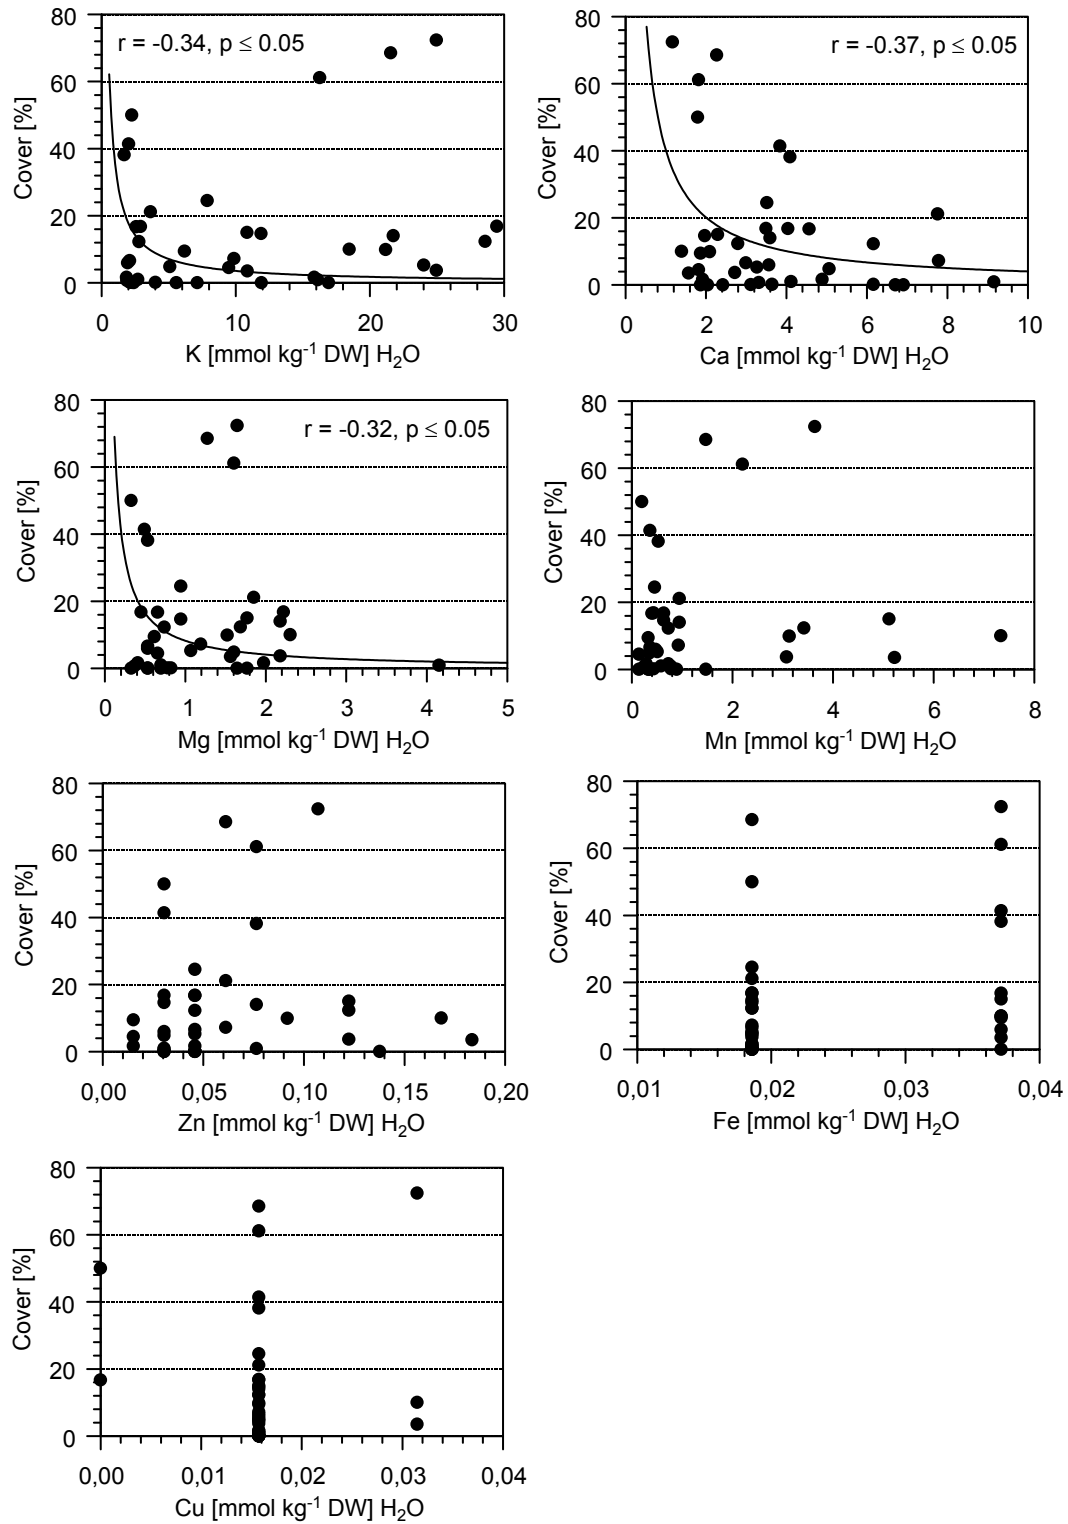 80
60
40
20
0
Cover [%]
r = -0.34, p ≤ 0.05
0 10 20 30
K [mmol kg⁻¹ DW] H₂O
80
60
40
20
0
Cover [%]
r = -0.37, p ≤ 0.05
0 2 4 6 8 10
Ca [mmol kg⁻¹ DW] H₂O
80
60
40
20
0
Cover [%]
r = -0.32, p ≤ 0.05
0 1 2 3 4 5
Mg [mmol kg⁻¹ DW] H₂O
80
60
40
20
0
Cover [%]
0 2 4 6 8
Mn [mmol kg⁻¹ DW] H₂O
80
60
40
20
0
Cover [%]
0,00 0,05 0,10 0,15 0,20
Zn [mmol kg⁻¹ DW] H₂O
80
60
40
20
0
Cover [%]
0,01 0,02 0,03 0,04
Fe [mmol kg⁻¹ DW] H₂O
80
60
40
20
0
Cover [%]
0,00 0,01 0,02 0,03 0,04
Cu [mmol kg⁻¹ DW] H₂O